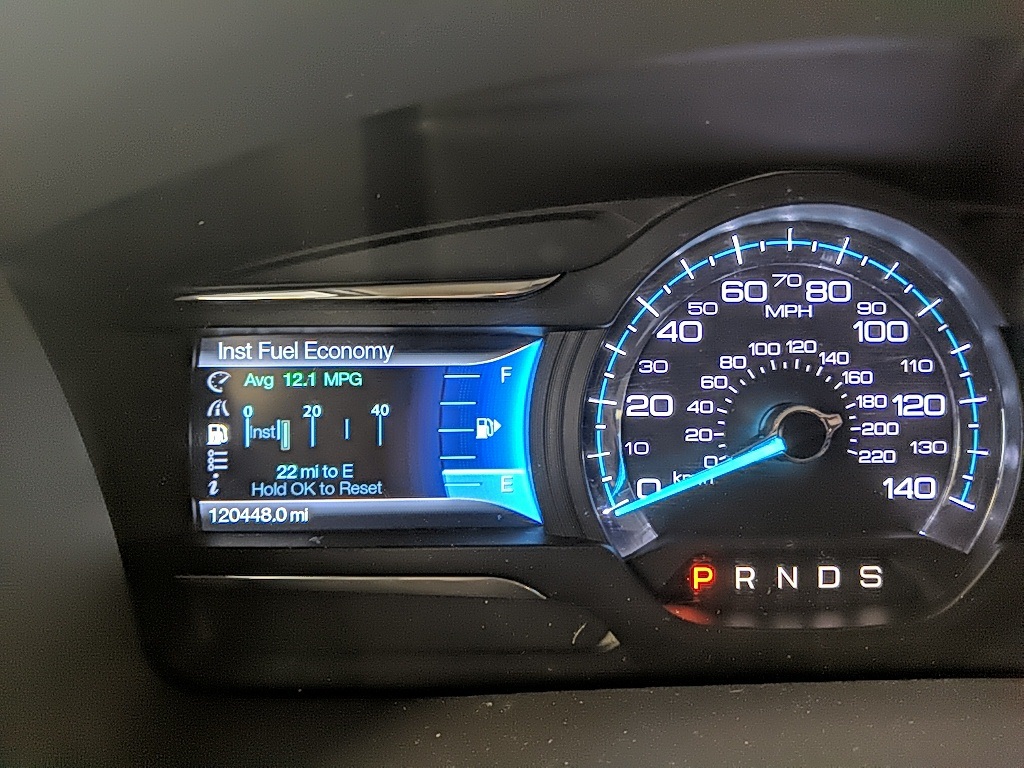 Inst Fuel Economy
Avg 12.1 MPG
0 20 40
Inst
22 mi to E
Hold OK to Reset
120448.0 mi
F
E
0 10 20 30 40 50 60 70 80 90 100 110 120 130 140
MPH
0 20 40 60 80 100 120 140 160 180 200 220
km/h
P R N D S